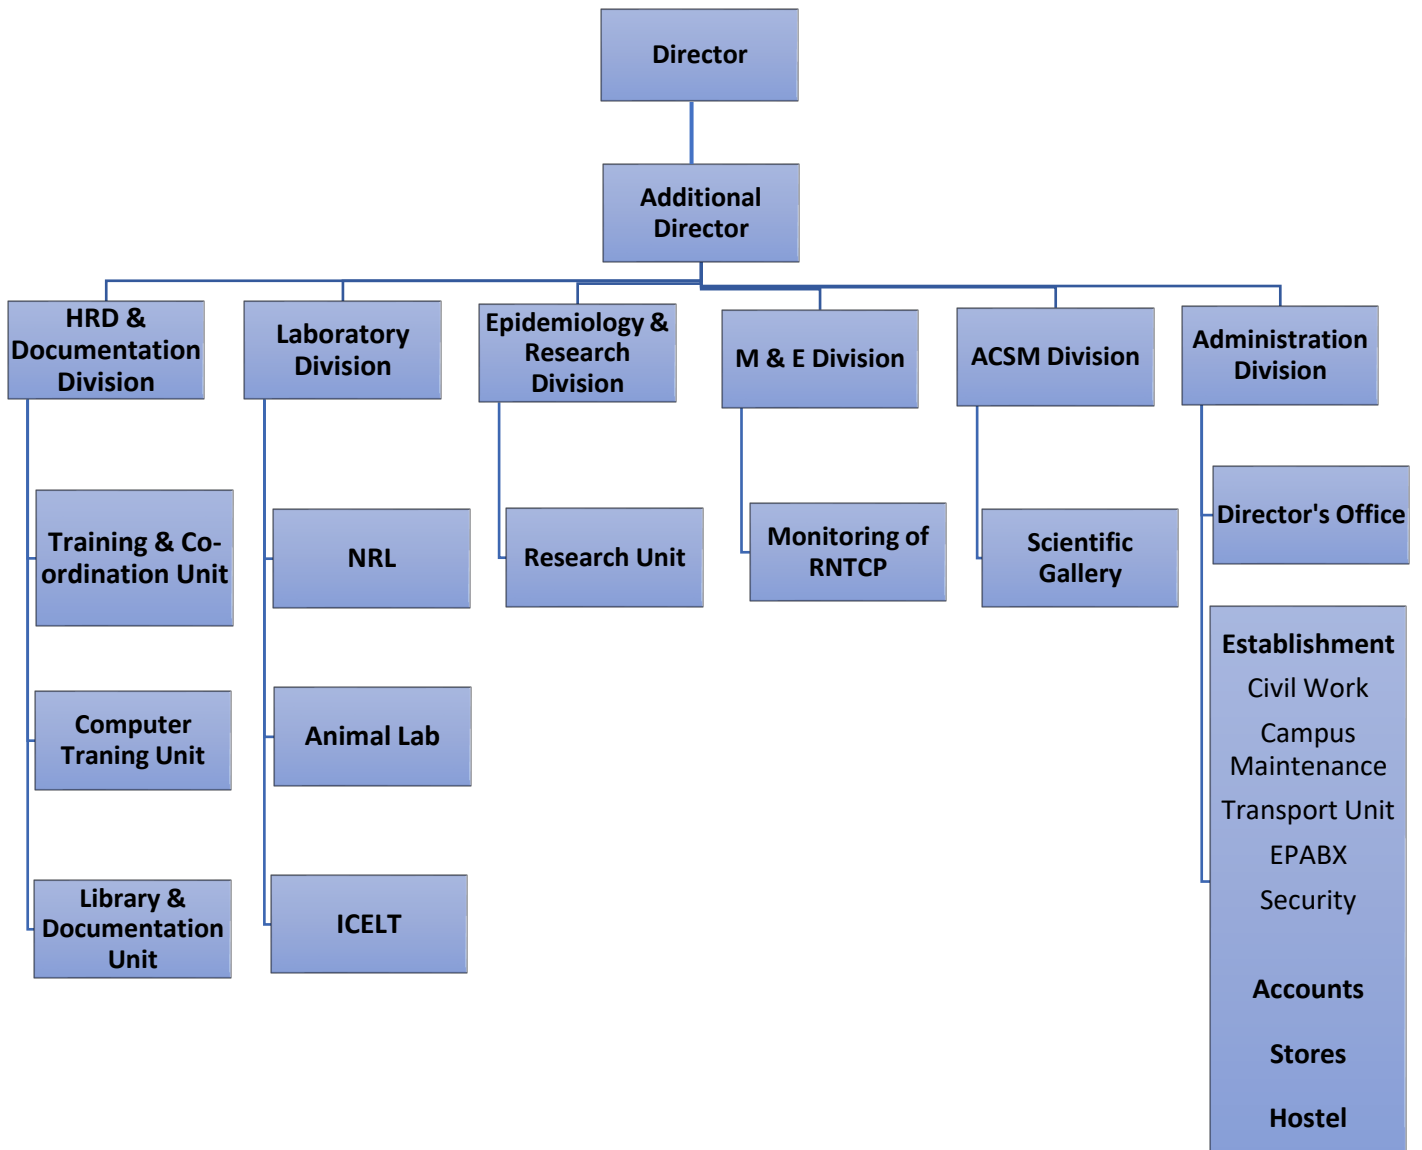 Director
Additional
Director
HRD &
Documentation
Division
Laboratory
Division
Epidemiology &
Research
Division
M & E Division
ACSM Division
Administration
Division
Training & Co-
ordination Unit
Computer
Traning Unit
Library &
Documentation
Unit
NRL
Animal Lab
ICELT
Research Unit
Monitoring of
RNTCP
Scientific
Gallery
Director's Office
Establishment
Civil Work
Campus
Maintenance
Transport Unit
EPABX
Security
Accounts
Stores
Hostel